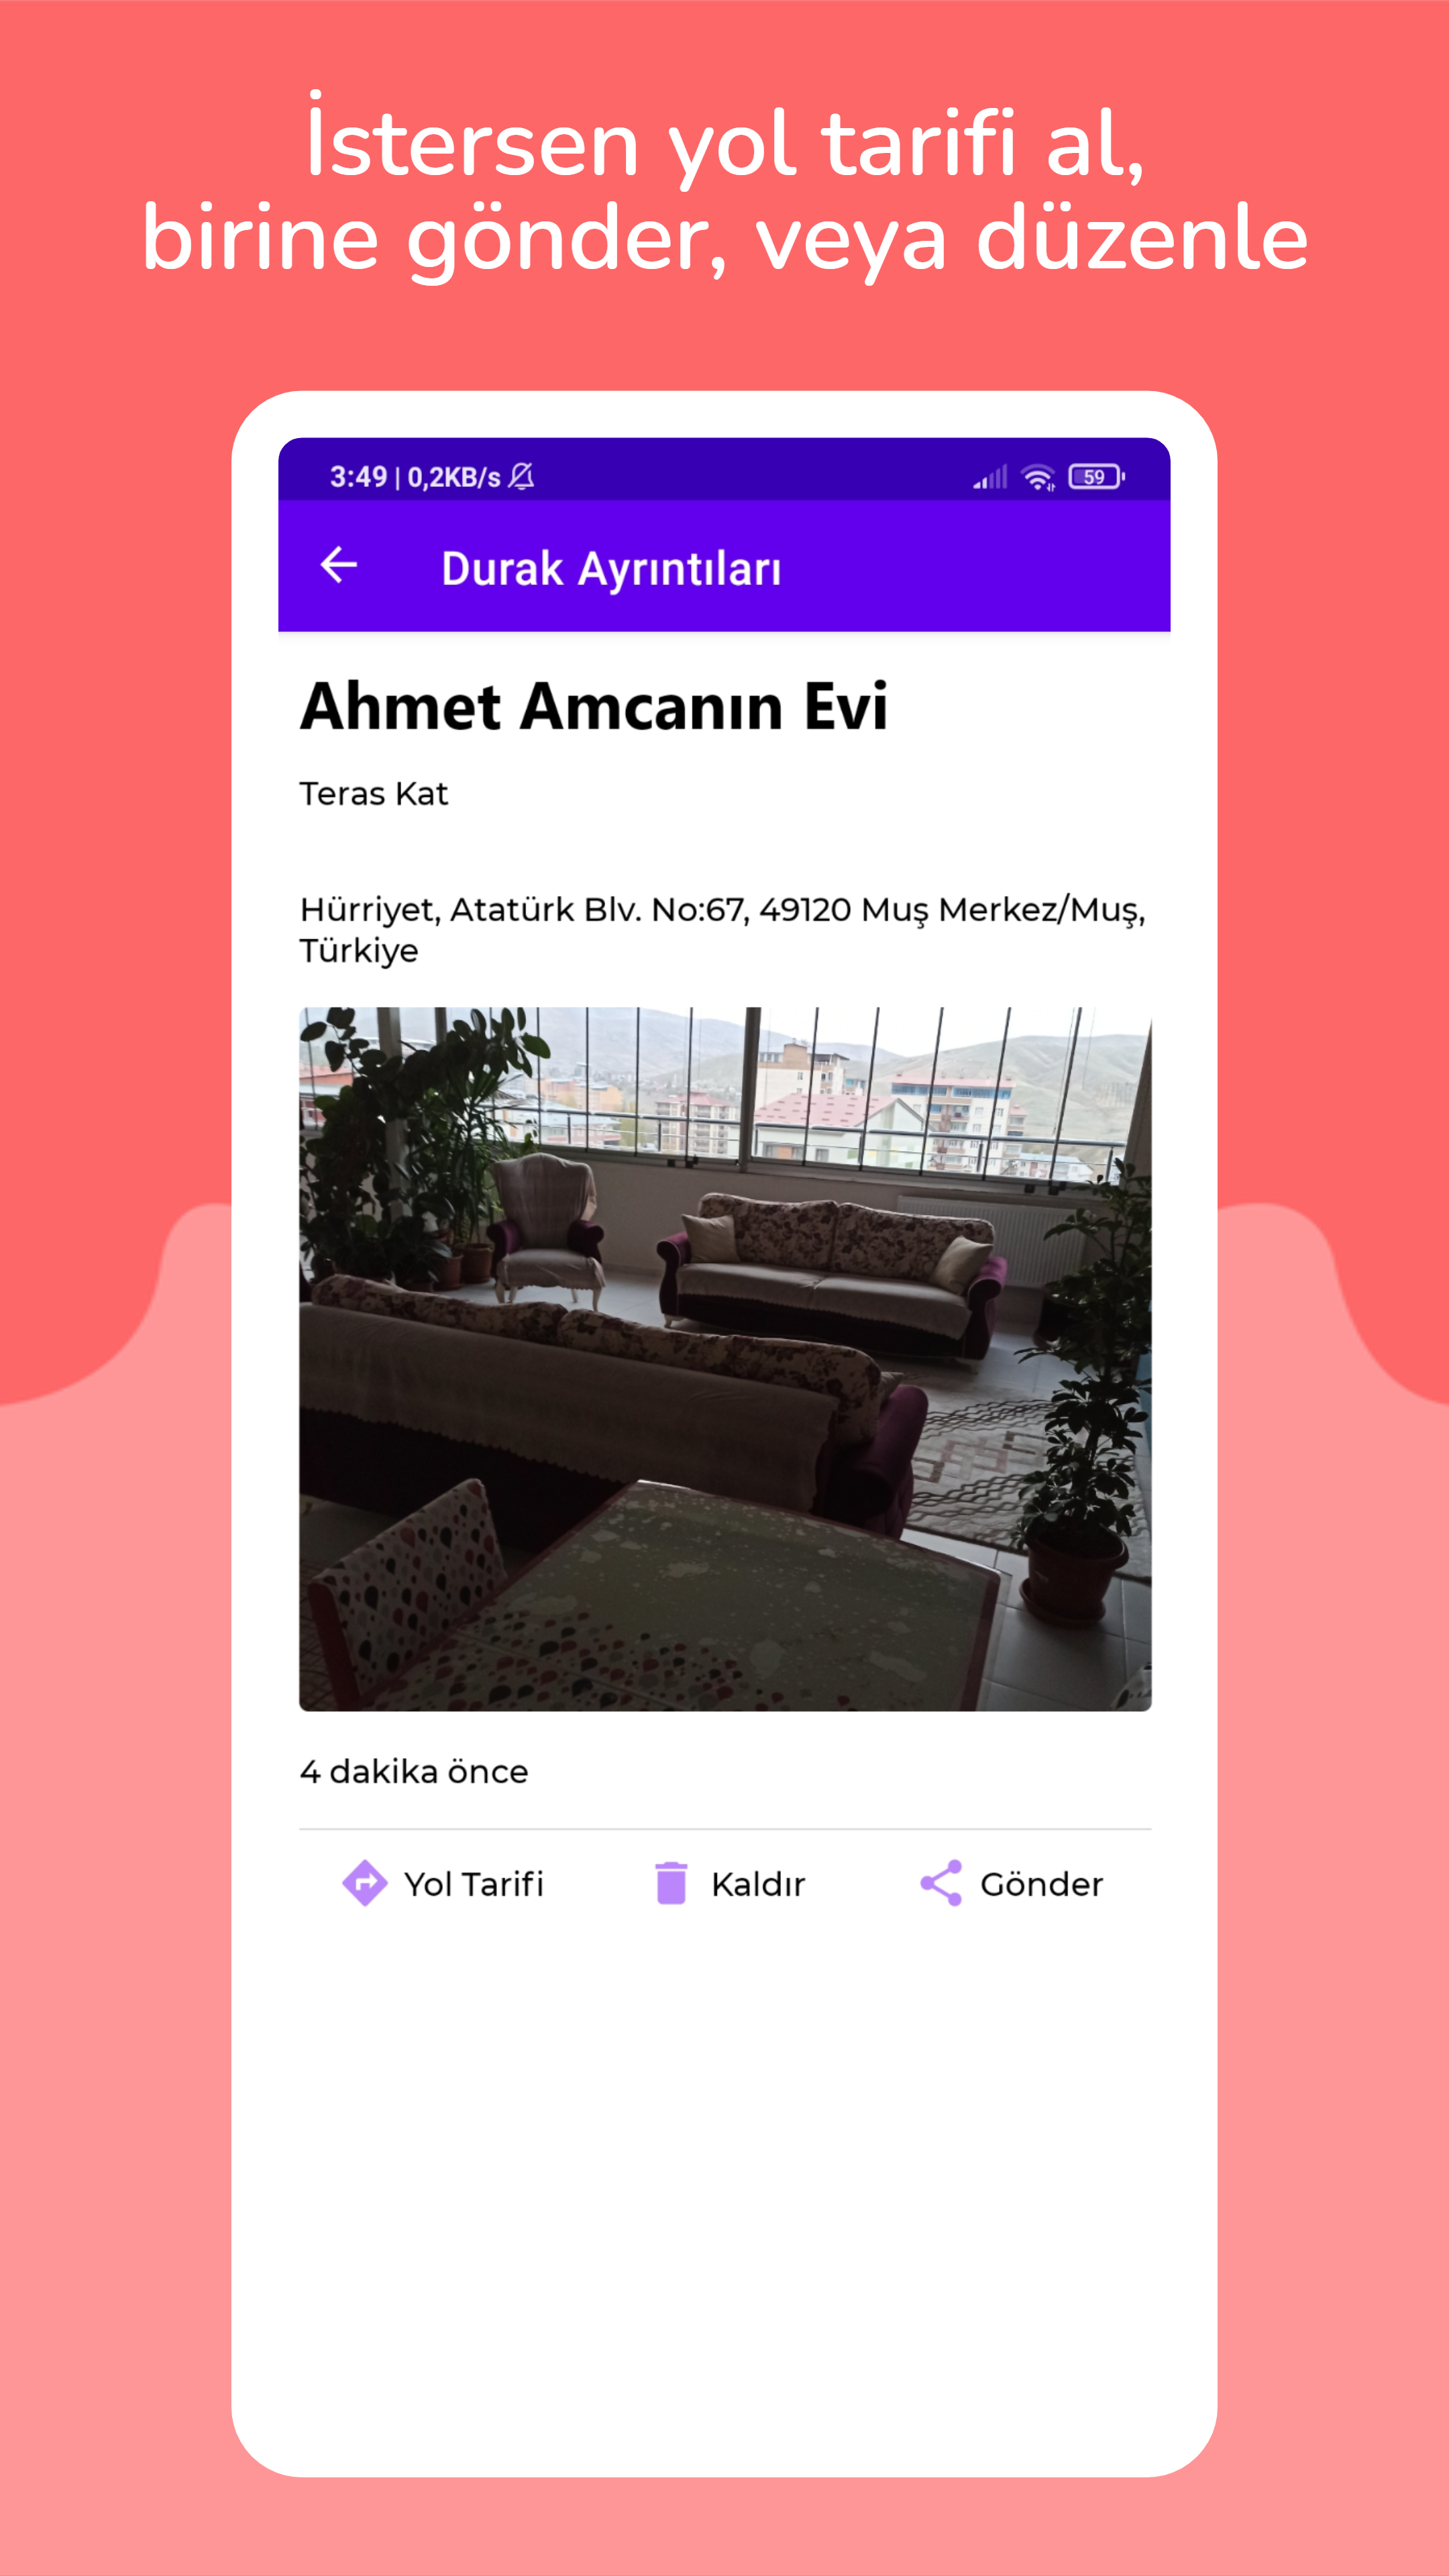 İstersen yol tarifi al,
birine gönder, veya düzenle
3:49 | 0,2KB/s
59
Durak Ayrıntıları
Ahmet Amcanın Evi
Teras Kat
Hürriyet, Atatürk Blv. No:67, 49120 Muş Merkez/Muş,
Türkiye
4 dakika önce
Yol Tarifi
Kaldır
Gönder